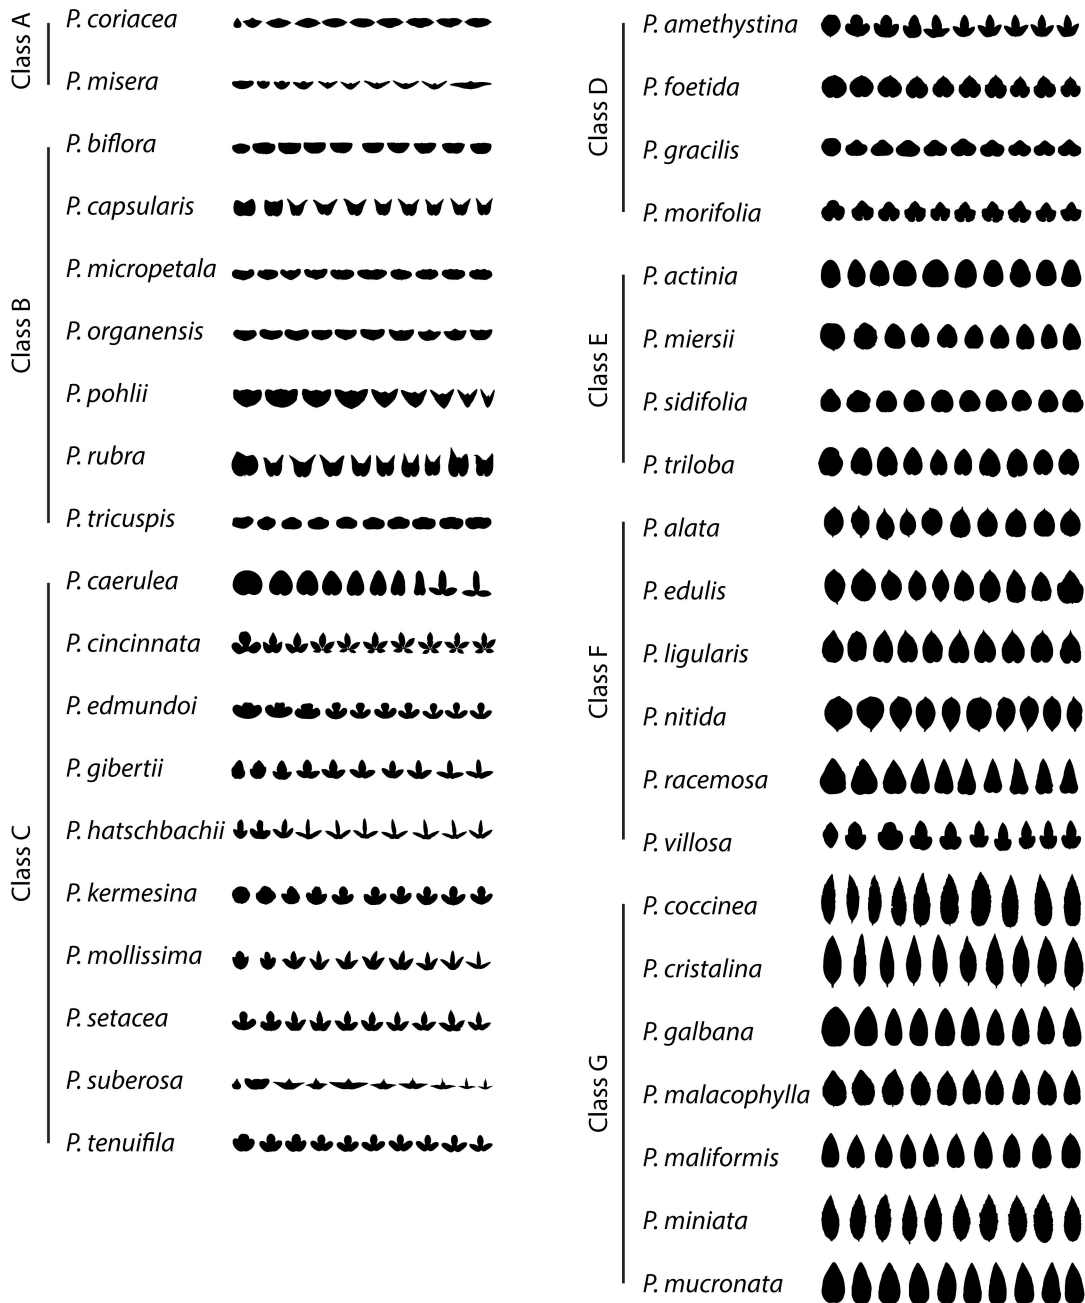 Class A
P. coriacea
P. misera
Class B
P. biflora
P. capsularis
P. micropetala
P. organensis
P. pohlii
P. rubra
P. tricuspis
Class C
P. caerulea
P. cincinnata
P. edmundoi
P. gibertii
P. hatschbachii
P. kermesina
P. mollissima
P. setacea
P. suberosa
P. tenuifila
Class D
P. amethystina
P. foetida
P. gracilis
P. morifolia
Class E
P. actinia
P. miersii
P. sidifolia
P. triloba
Class F
P. alata
P. edulis
P. ligularis
P. nitida
P. racemosa
P. villosa
Class G
P. coccinea
P. cristalina
P. galbana
P. malacophylla
P. maliformis
P. miniata
P. mucronata